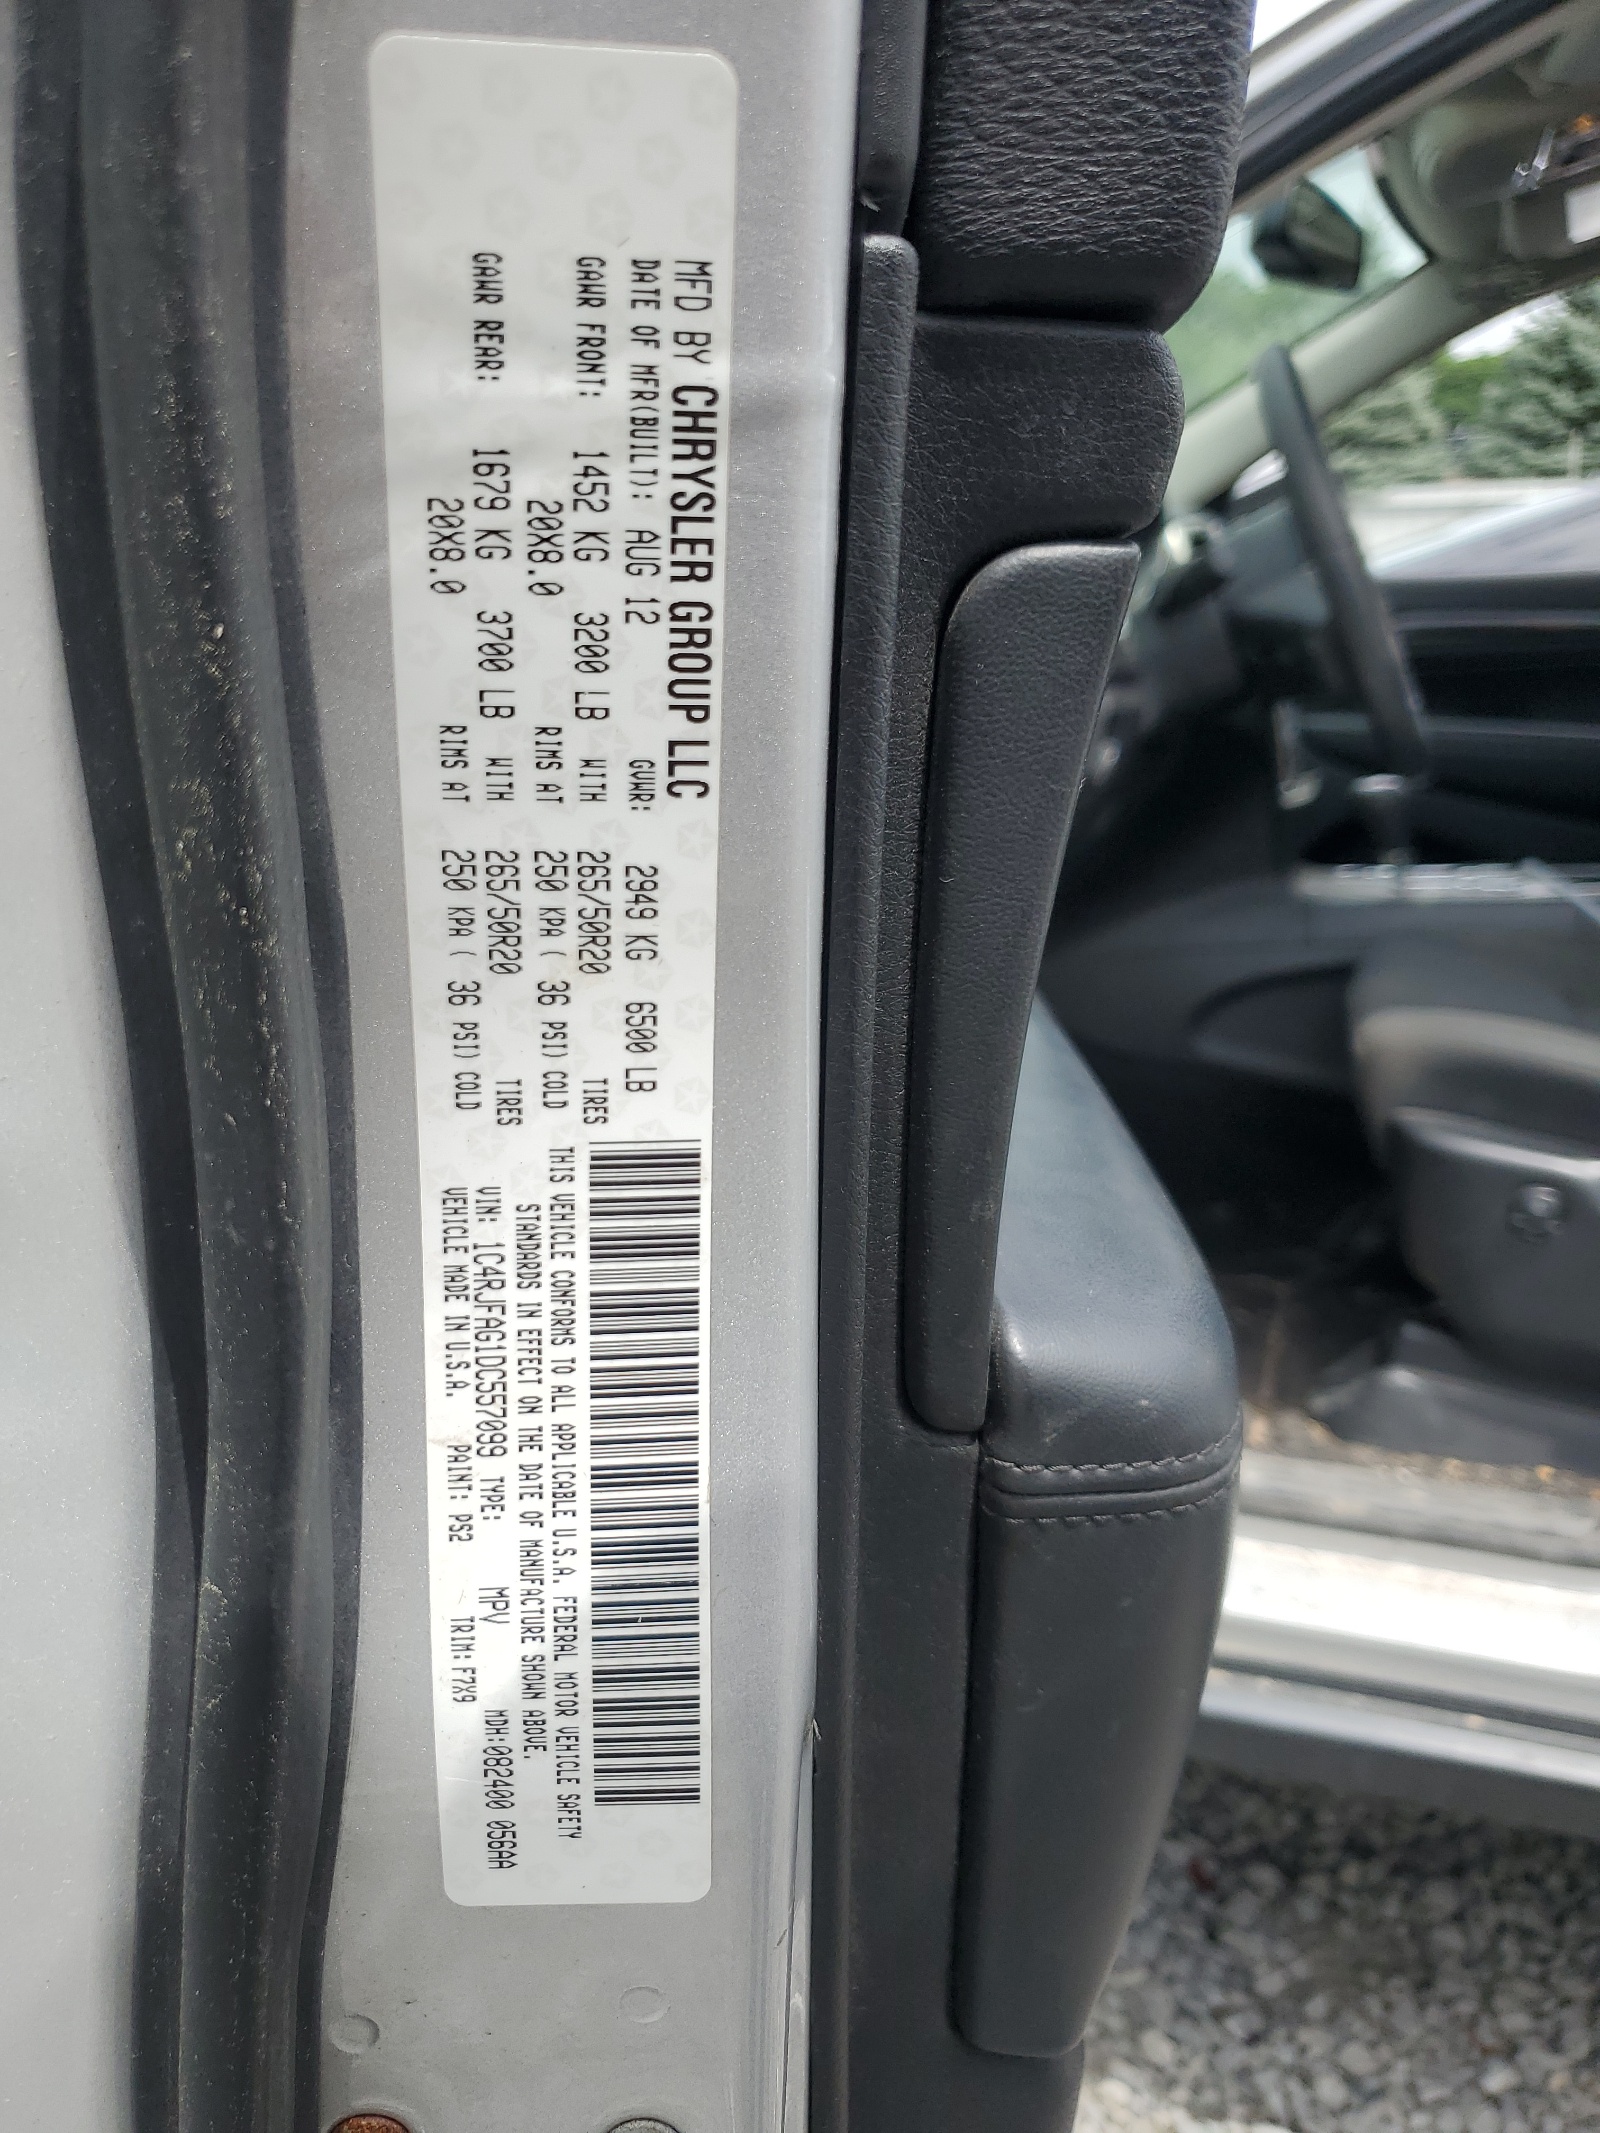 MFD BY CHRYSLER GROUP LLC
DATE OF MFR(BUILT): AUG 12 GVWR: 2949 KG 6500 LB
GAWR FRONT: 1452 KG 3200 LB WITH 265/50R20 TIRES
20X8.0 RIMS AT 250 KPA ( 36 PSI) COLD
GAWR REAR: 1679 KG 3700 LB WITH 265/50R20 TIRES
20X8.0 RIMS AT 250 KPA ( 36 PSI) COLD
THIS VEHICLE CONFORMS TO ALL APPLICABLE U.S.A. FEDERAL MOTOR VEHICLE SAFETY
STANDARDS IN EFFECT ON THE DATE OF MANUFACTURE SHOWN ABOVE.
VIN: 1C4RJFAG1DC557099 TYPE: MPV MDH:082400 056AA
VEHICLE MADE IN U.S.A. PAINT: PS2 TRIM: F7X9